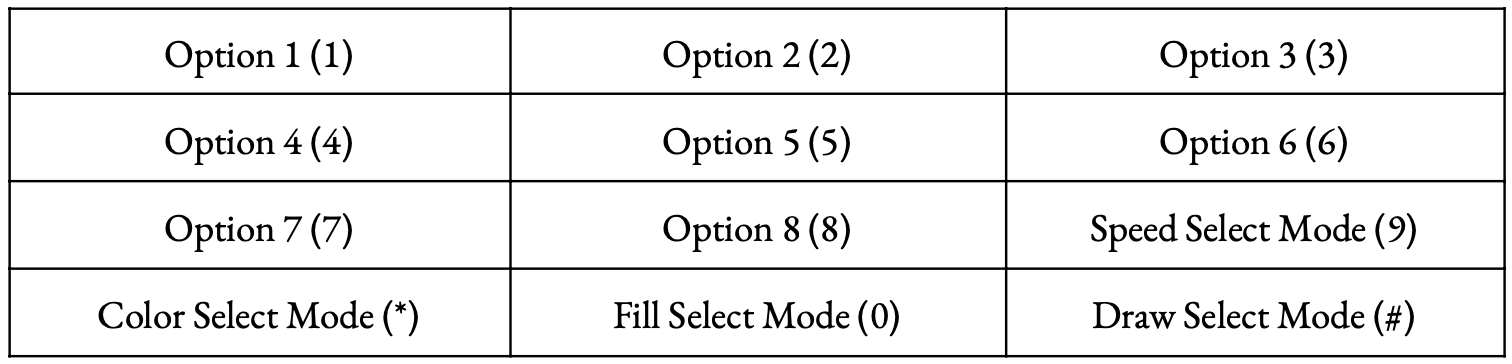 Option 1 (1) Option 2 (2) Option 3 (3)
Option 4 (4) Option 5 (5) Option 6 (6)
Option 7 (7) Option 8 (8) Speed Select Mode (9)
Color Select Mode (*) Fill Select Mode (0) Draw Select Mode (#)